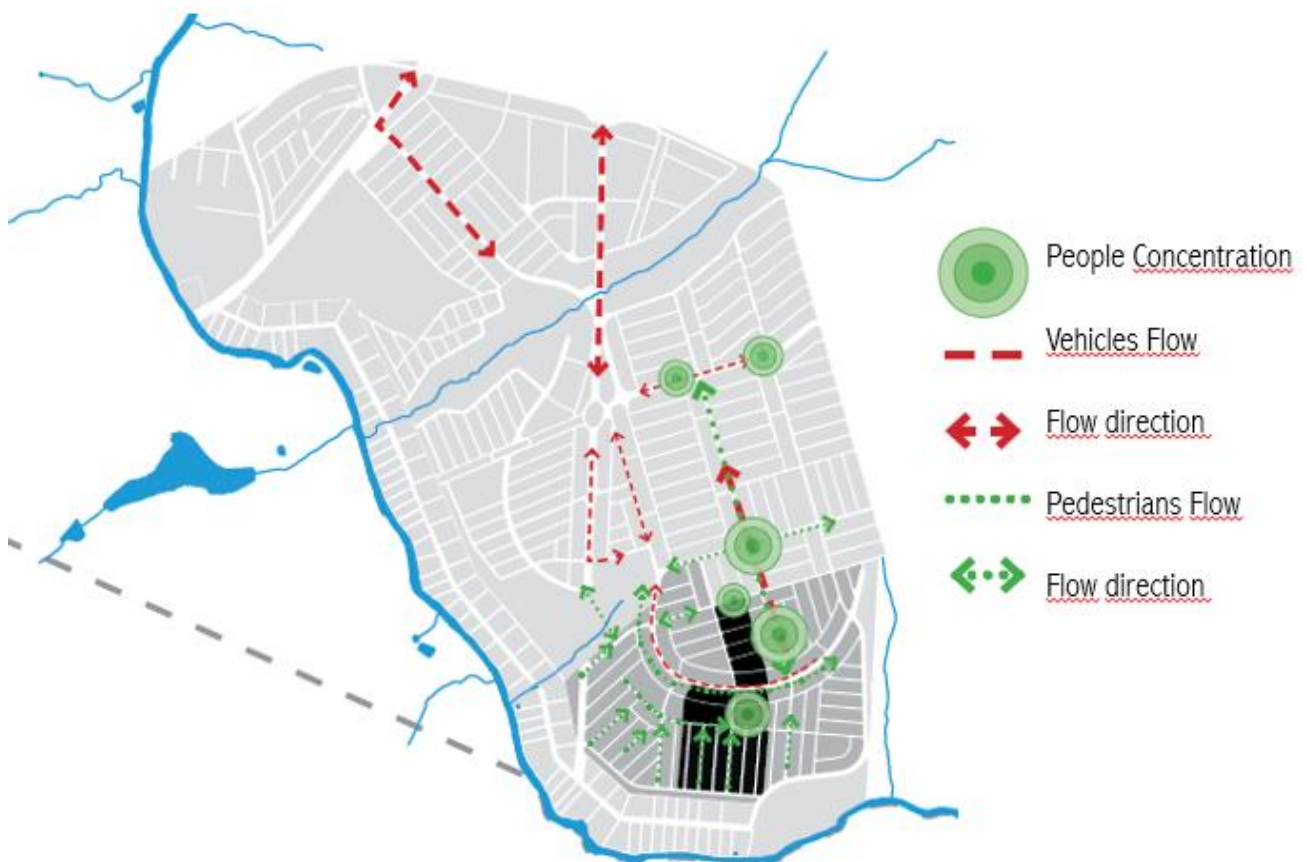 People Concentration
Vehicles Flow
Flow direction
Pedestrians Flow
Flow direction